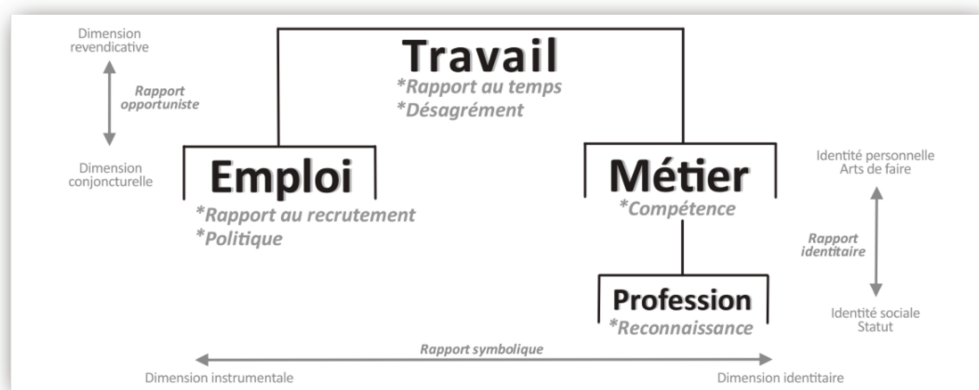 Dimension
revendicative
Rapport
opportuniste
Dimension
conjoncturelle
Travail
*Rapport au temps
*Désagrément
Emploi
*Rapport au recrutement
*Politique
Métier
*Compétence
Profession
*Reconnaissance
Identité personnelle
Arts de faire
Rapport
identitaire
Identité sociale
Statut
Rapport symbolique
Dimension instrumentale
Dimension identitaire